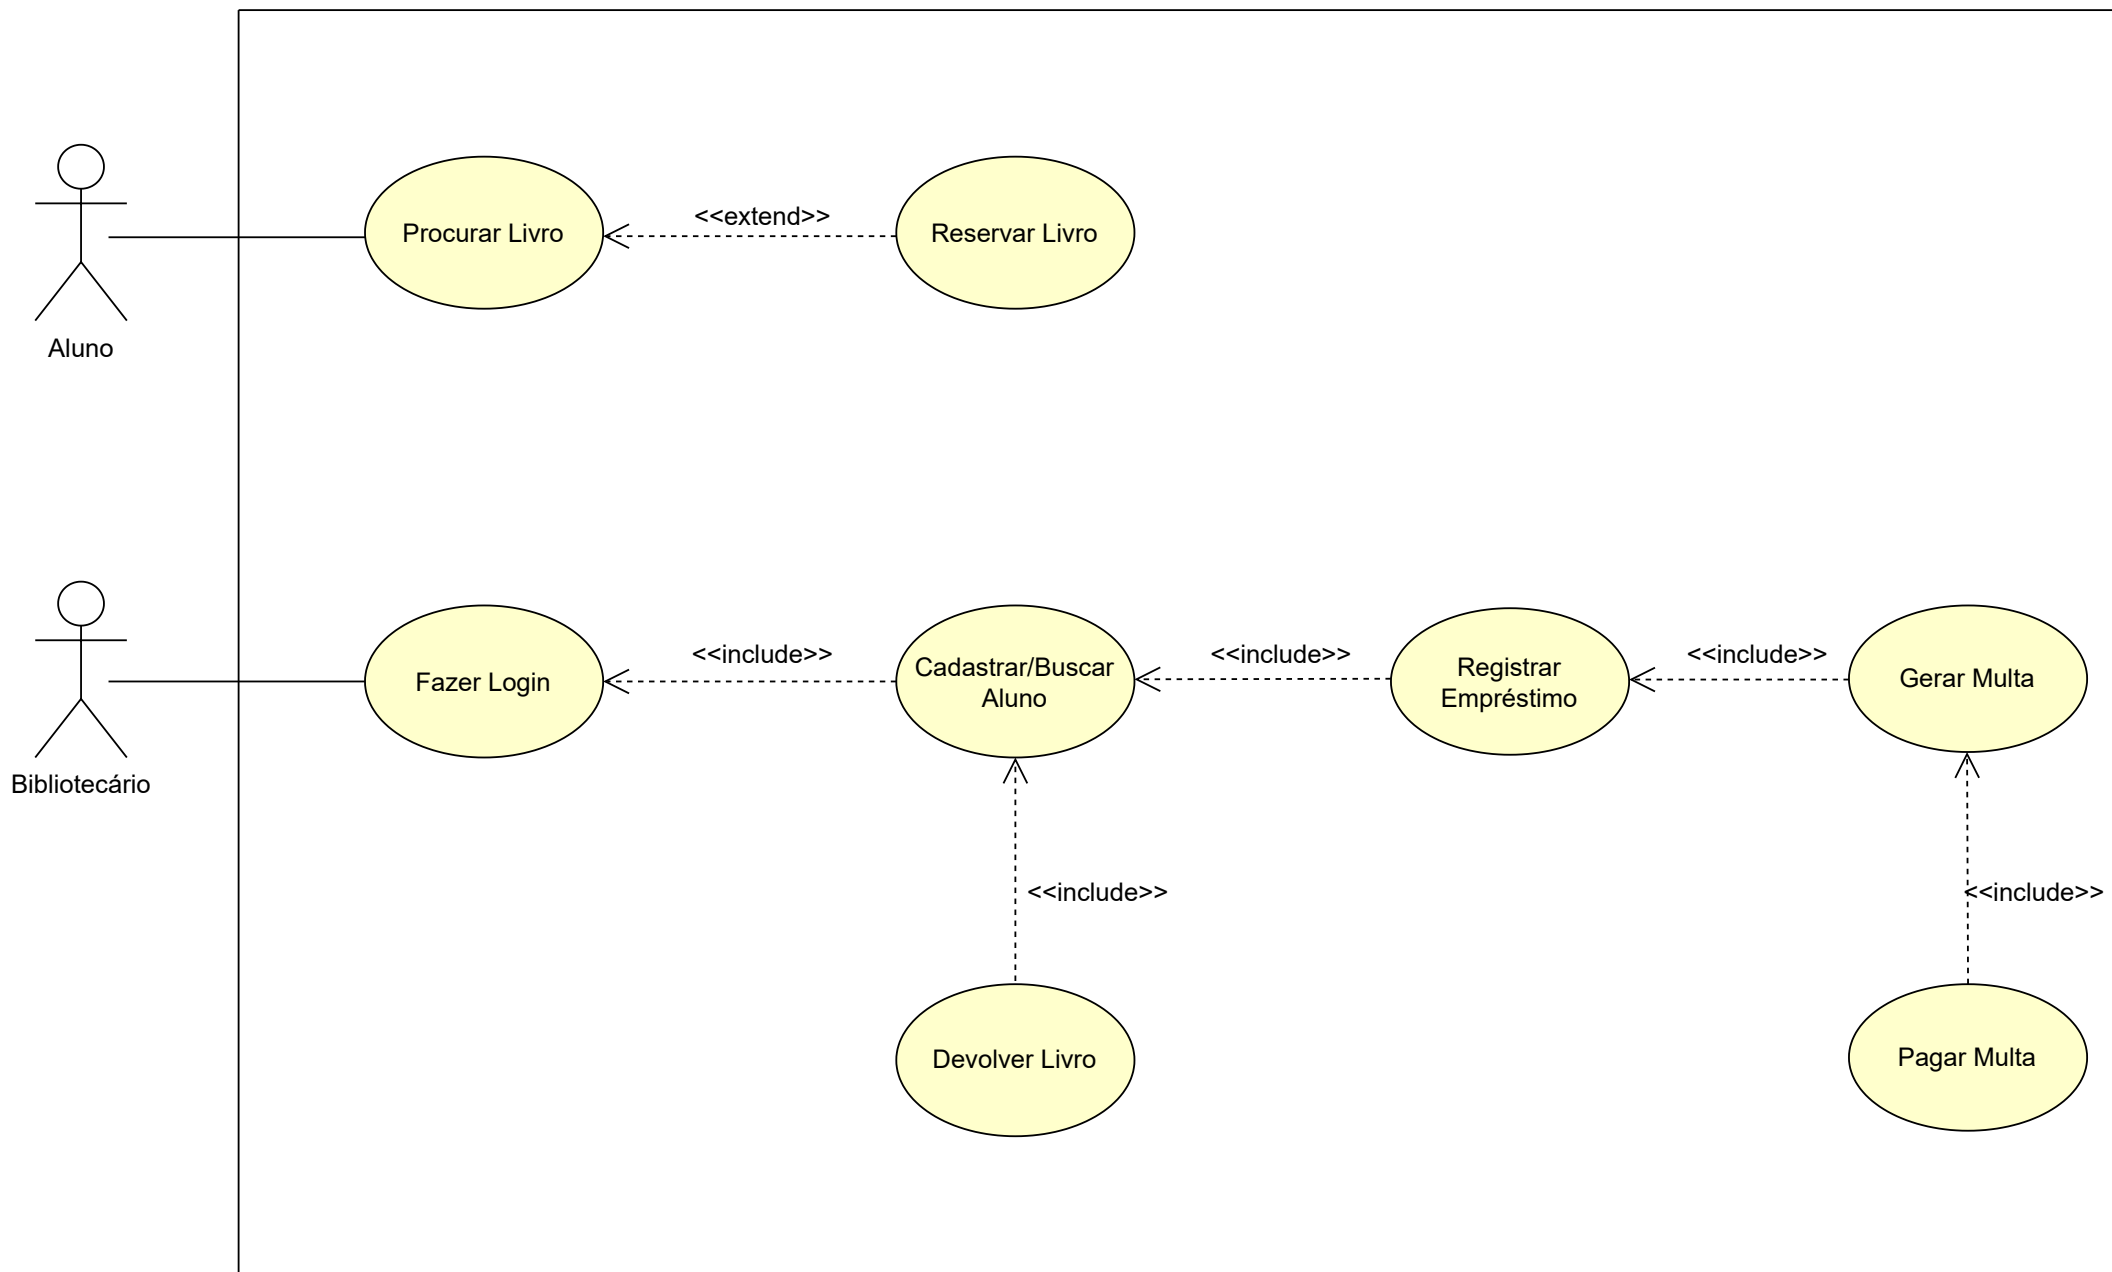 Procurar Livro
<<extend>>
Reservar Livro
Aluno
Fazer Login
<<include>>
Cadastrar/Buscar
Aluno
<<include>>
Registrar
Empréstimo
<<include>>
Gerar Multa
Bibliotecário
<<include>>
<<include>>
Devolver Livro
Pagar Multa